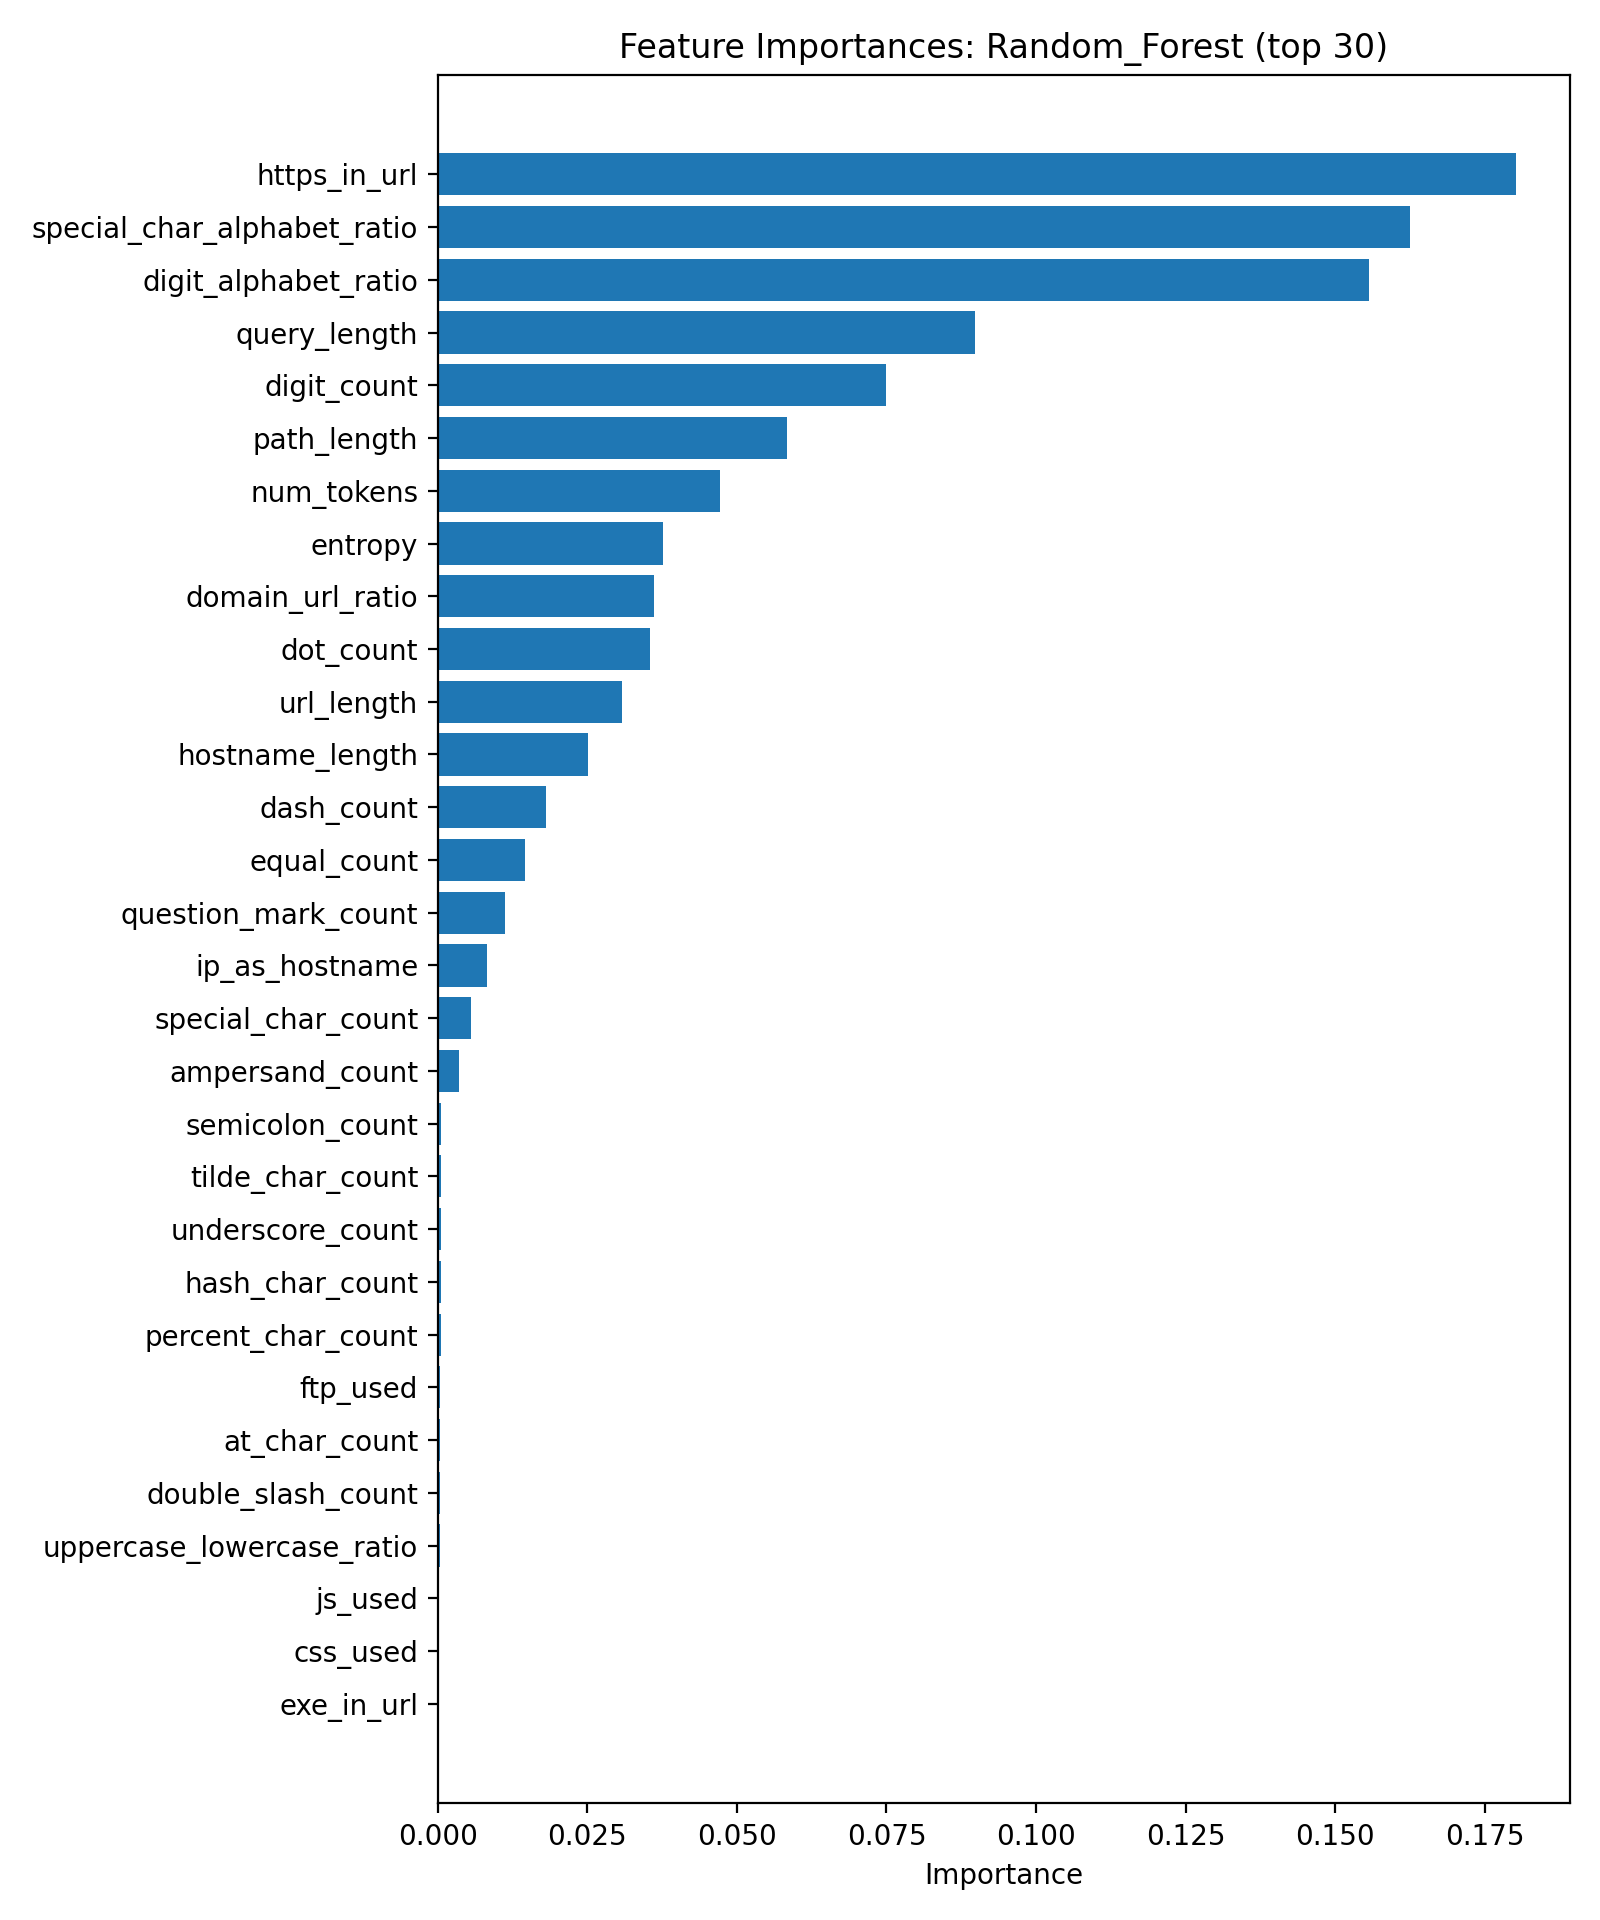 Feature Importances: Random_Forest (top 30)
https_in_url
special_char_alphabet_ratio
digit_alphabet_ratio
query_length
digit_count
path_length
num_tokens
entropy
domain_url_ratio
dot_count
url_length
hostname_length
dash_count
equal_count
question_mark_count
ip_as_hostname
special_char_count
ampersand_count
semicolon_count
tilde_char_count
underscore_count
hash_char_count
percent_char_count
ftp_used
at_char_count
double_slash_count
uppercase_lowercase_ratio
js_used
css_used
exe_in_url
0.000 0.025 0.050 0.075 0.100 0.125 0.150 0.175
Importance